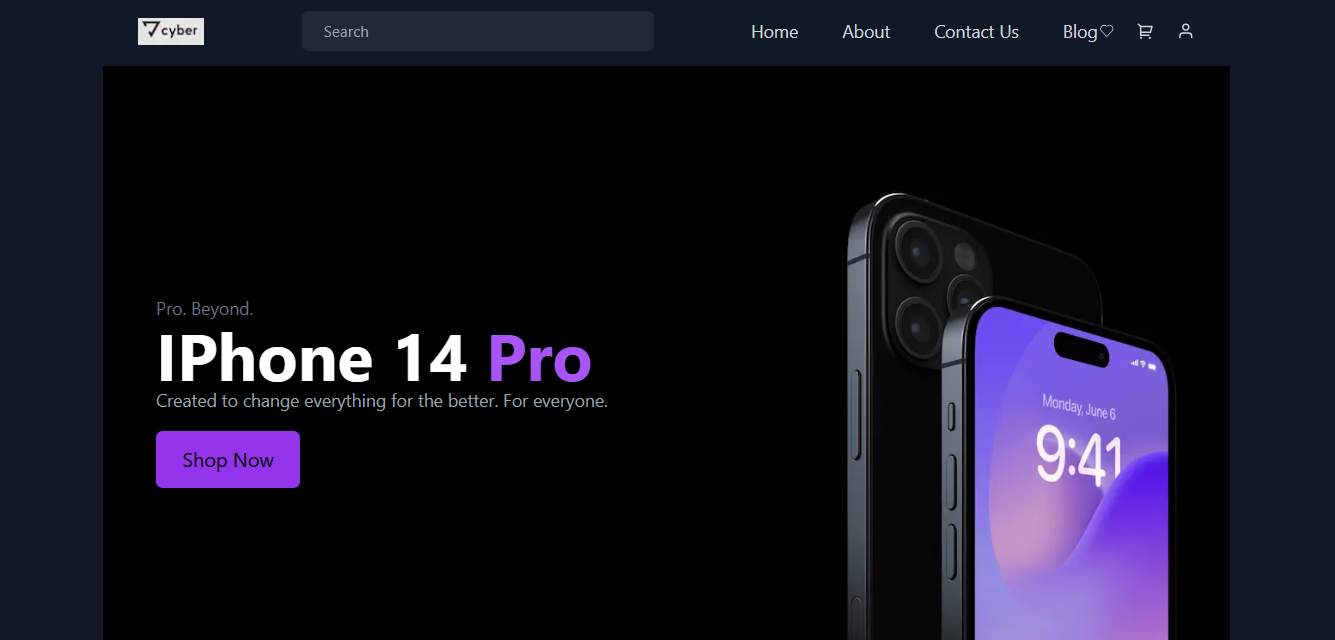 cyber
Search
Home About Contact Us Blog
Pro. Beyond.
IPhone 14 Pro
Created to change everything for the better. For everyone.
Shop Now
Monday, June 6
9:41